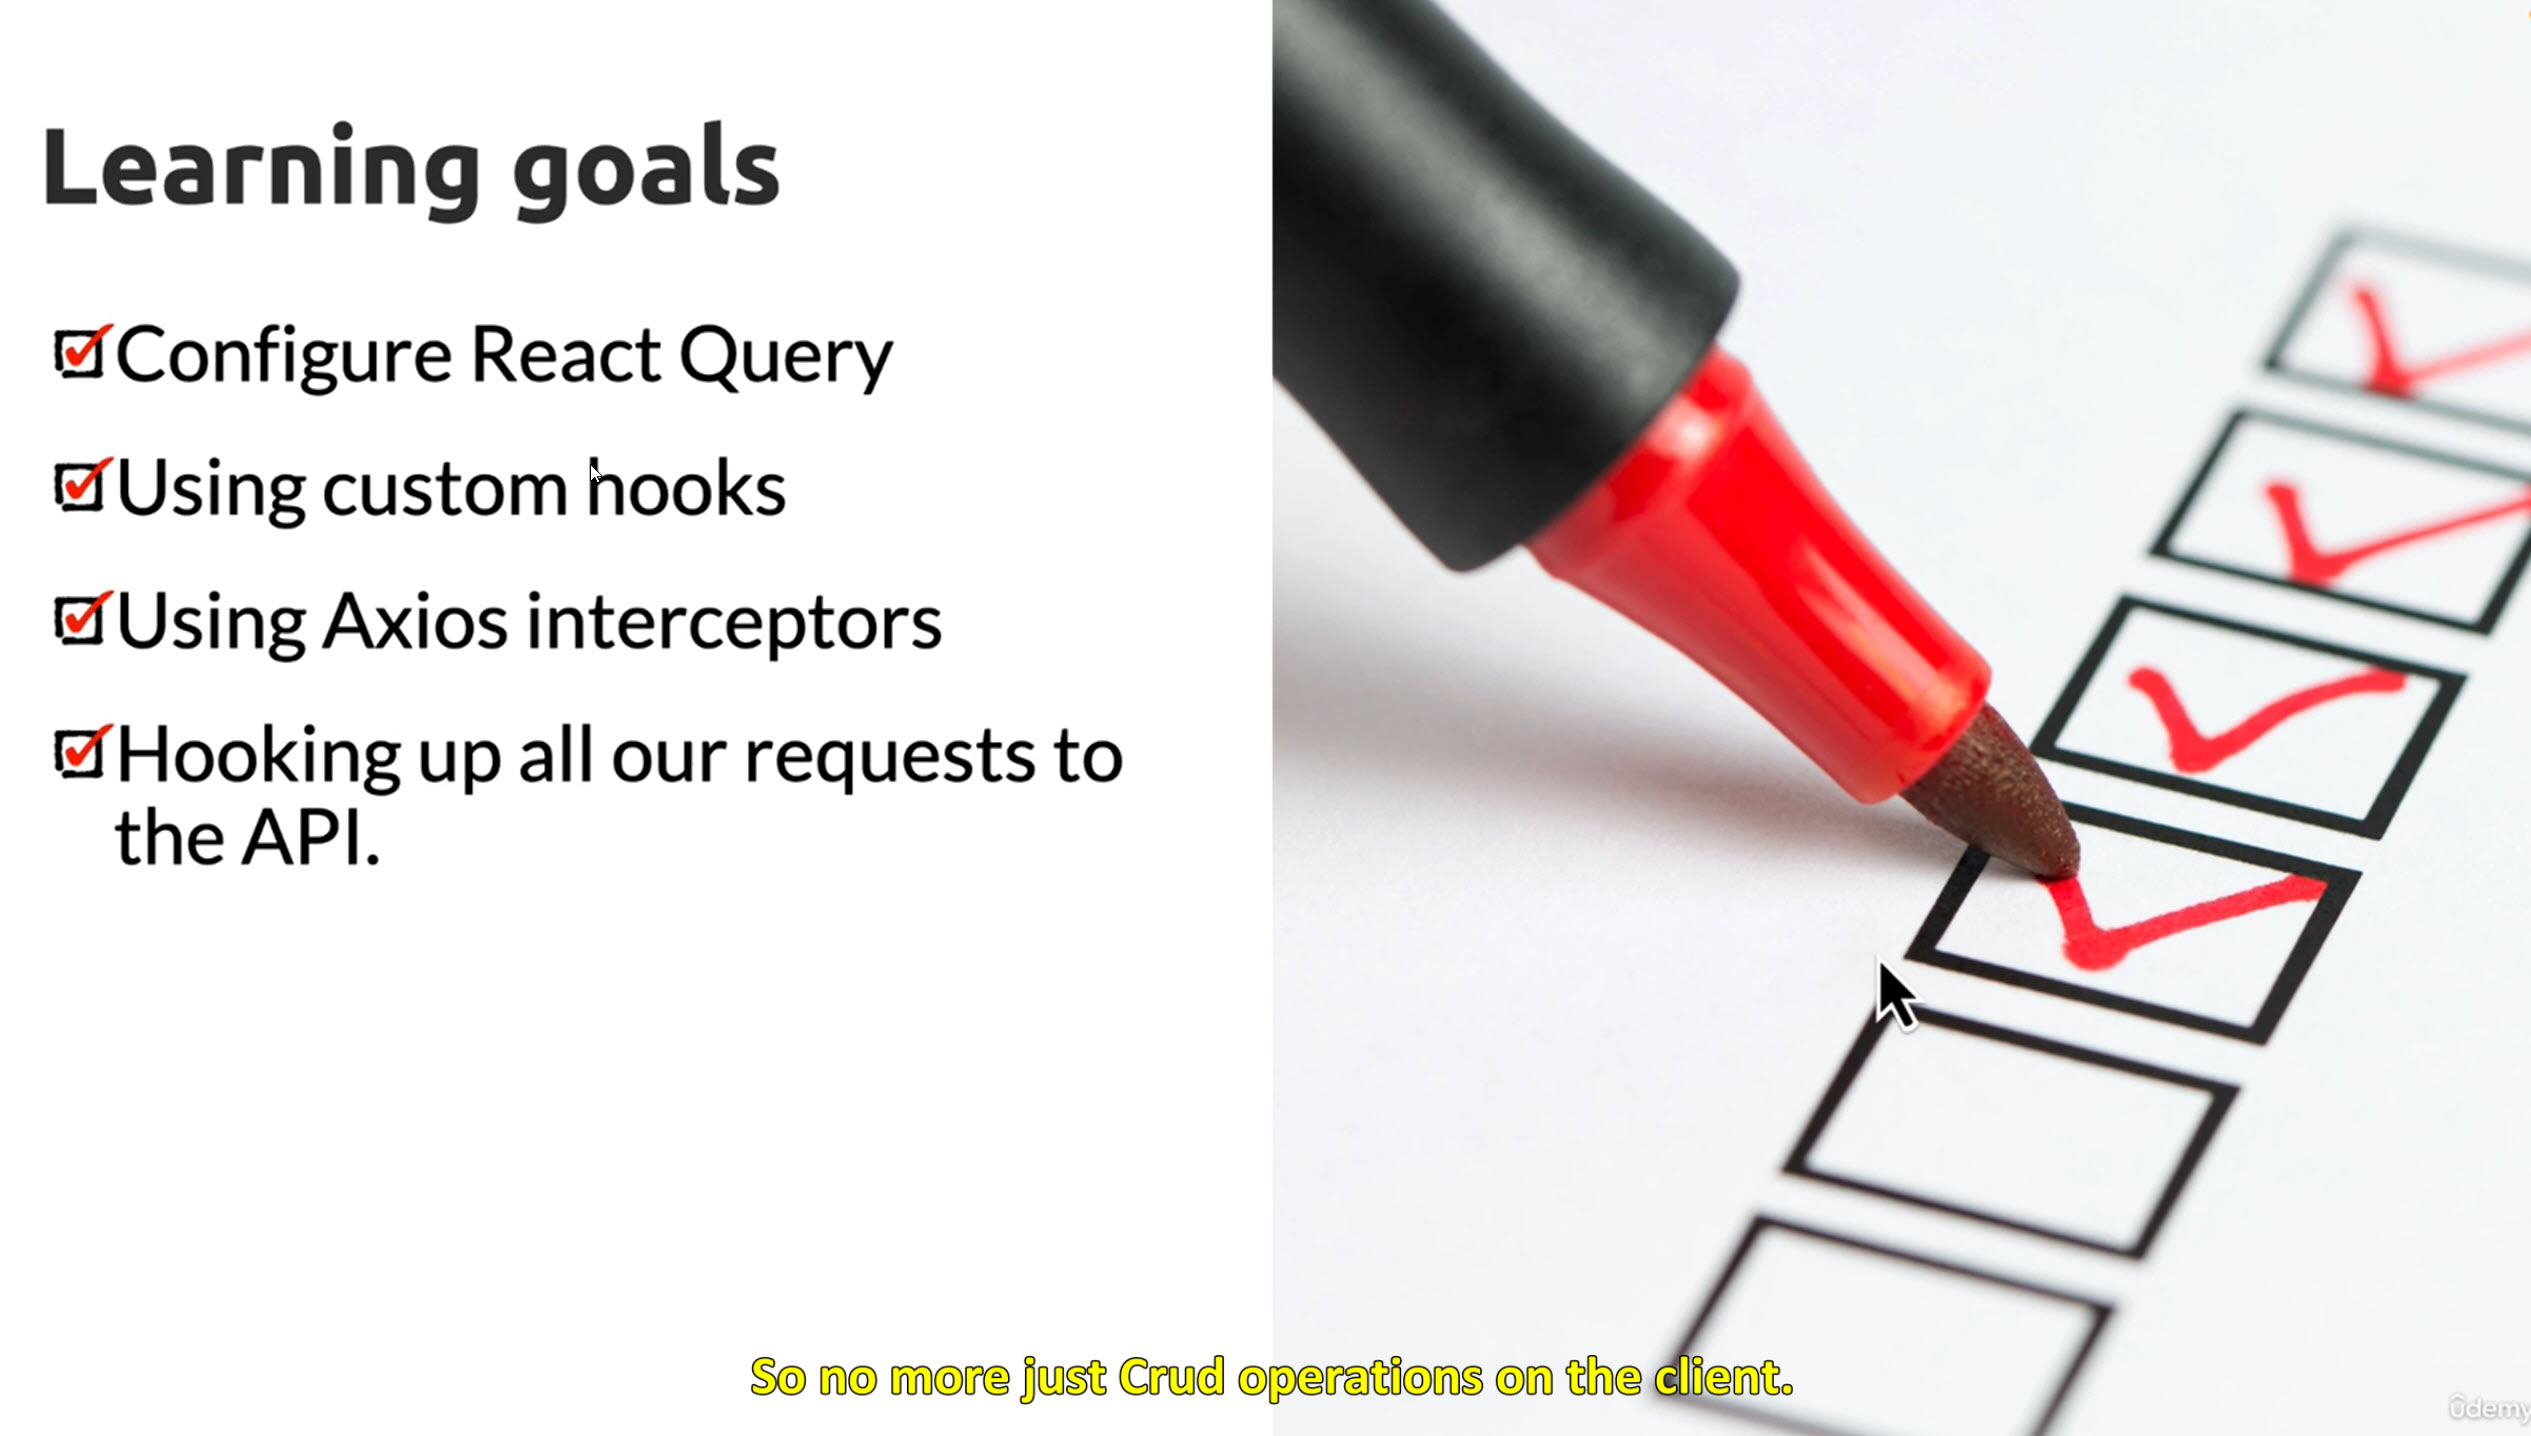 Learning goals
Configure React Query
Using custom hooks
Using Axios interceptors
Hooking up all our requests to
the API.
So no more just Crud operations on the client.
ûdemy